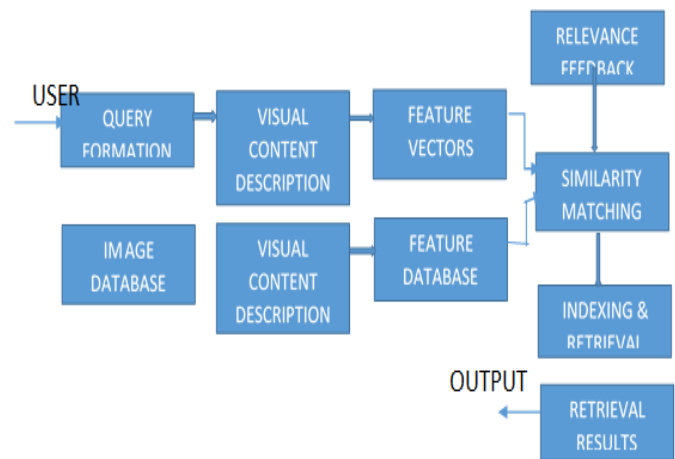 RELEVANCE
FEEDBACK
USER
QUERY
FORMATION
VISUAL
CONTENT
DESCRIPTION
FEATURE
VECTORS
SIMILARITY
MATCHING
IMAGE
DATABASE
VISUAL
CONTENT
DESCRIPTION
FEATURE
DATABASE
INDEXING &
RETRIEVAL
OUTPUT
RETRIEVAL
RESULTS